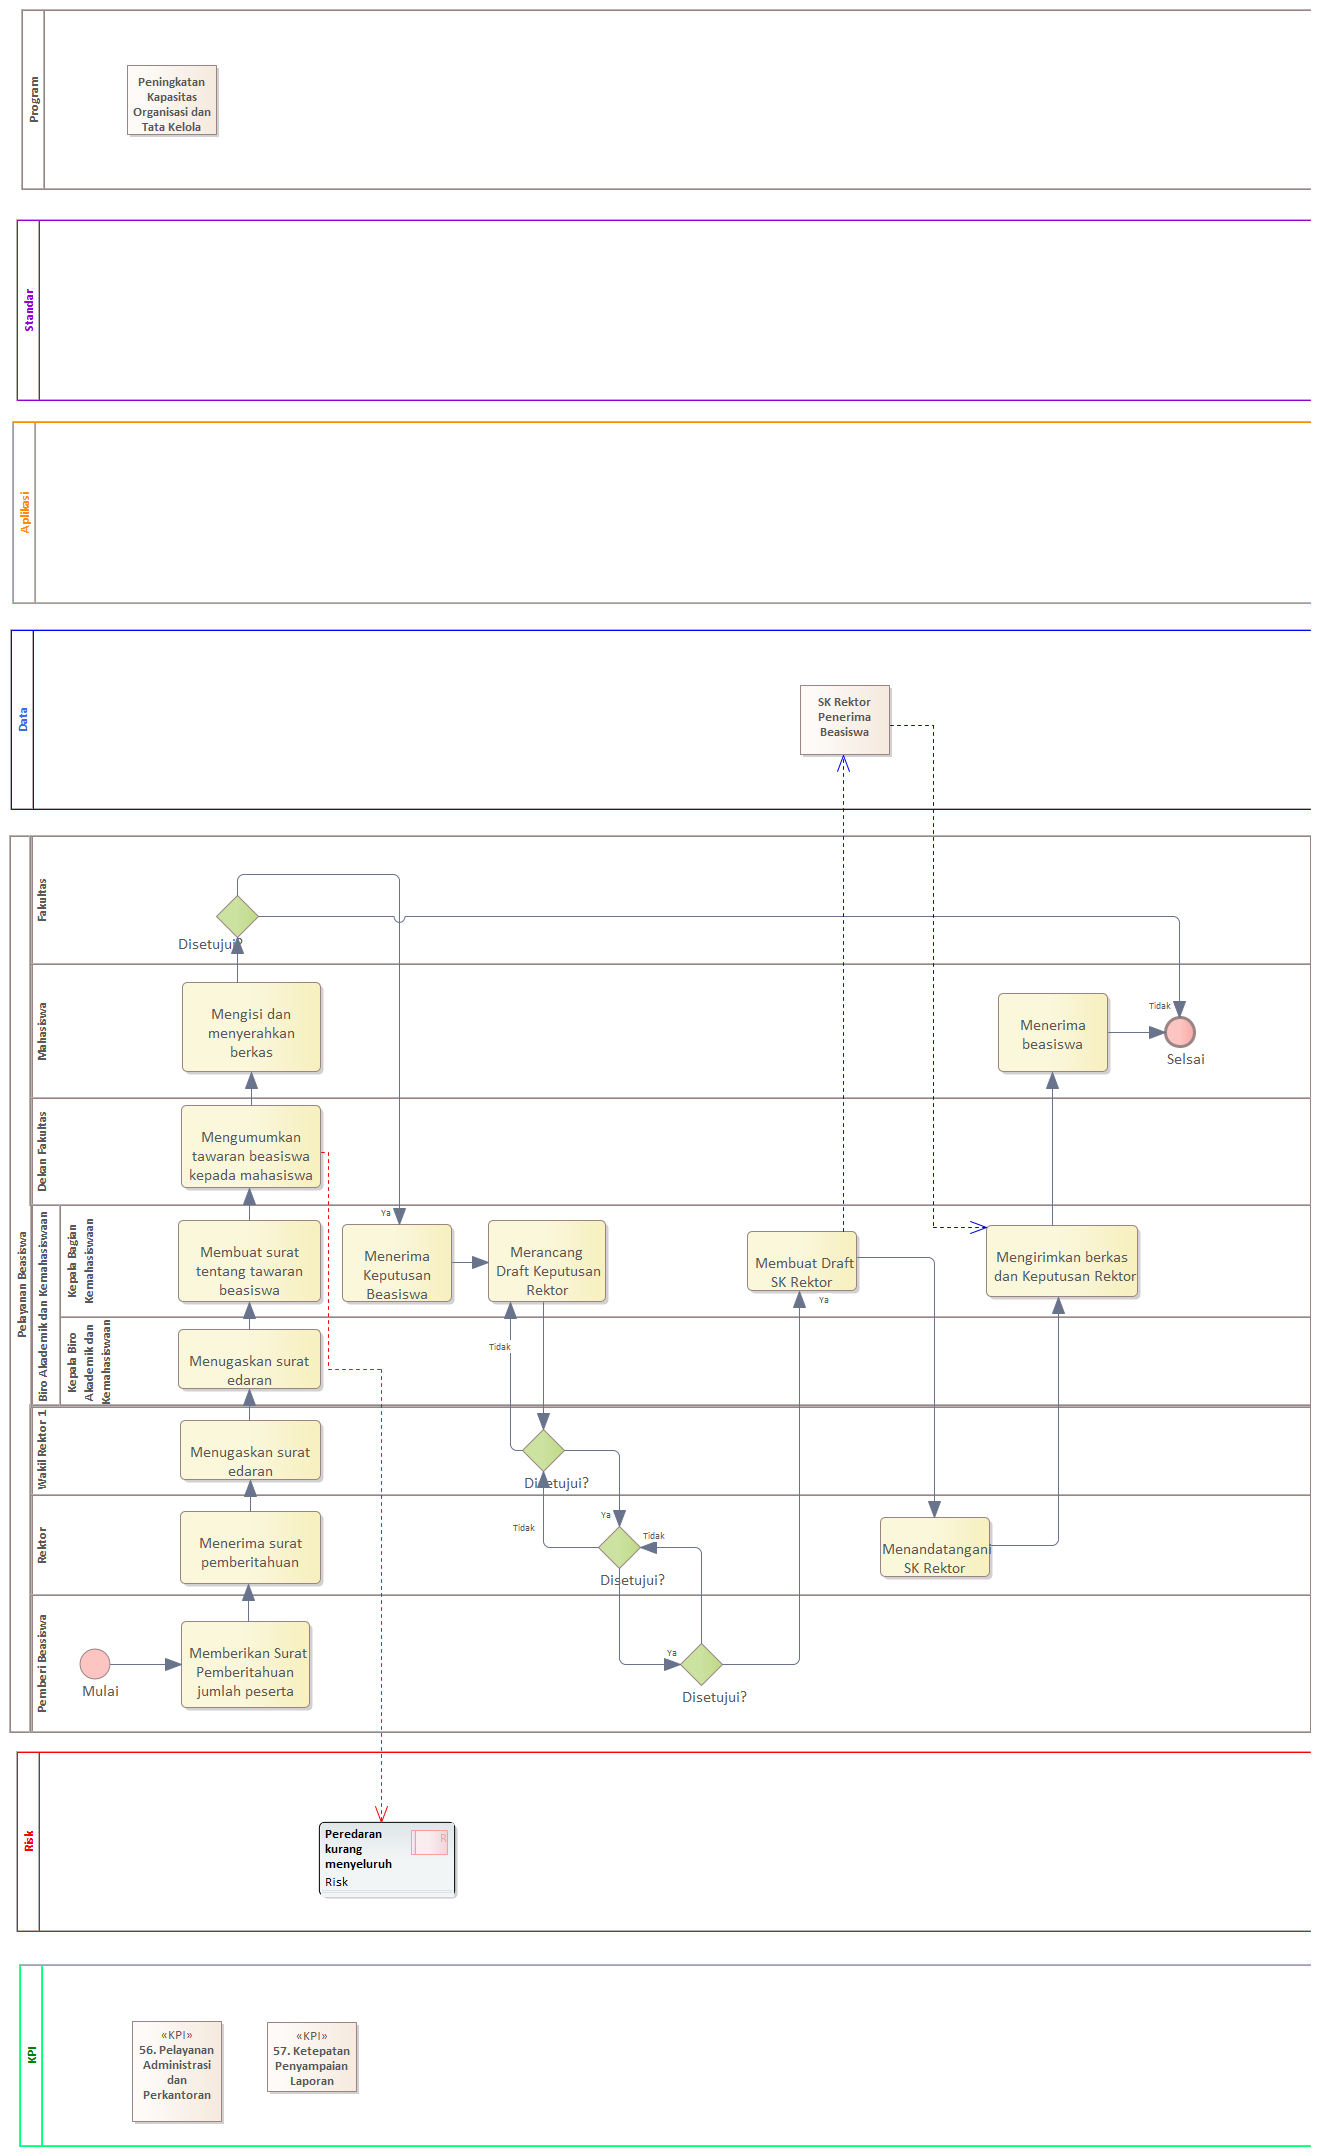 Program
Peningkatan
Kapasitas
Organisasi dan
Tata Kelola
Standar
Aplikasi
Data
SK Rektor
Penerima
Beasiswa
Pelayanan Beasiswa
Fakultas
Disetujui?
Mahasiswa
Mengisi dan
menyerahkan
berkas
Menerima
beasiswa
Tidak
Selsai
Dekan Fakultas
Mengumumkan
tawaran beasiswa
kepada mahasiswa
Biro Akademik dan Kemahasiswaan
Kepala Bagian
Kemahasiswaan
Membuat surat
tentang tawaran
beasiswa
Ya
Menerima
Keputusan
Beasiswa
Merancang
Draft Keputusan
Rektor
Membuat Draft
SK Rektor
Ya
Mengirimkan berkas
dan Keputusan Rektor
Kepala Biro
Akademik dan
Kemahasiswaan
Menugaskan surat
edaran
Tidak
Wakil Rektor 1
Menugaskan surat
edaran
Disetujui?
Rektor
Menerima surat
pemberitahuan
Tidak
Ya
Tidak
Disetujui?
Menandatangani
SK Rektor
Pemberi Beasiswa
Mulai
Memberikan Surat
Pemberitahuan
jumlah peserta
Ya
Disetujui?
Risk
Peredaran
kurang
menyeluruh
R
Risk
KPI
«KPI»
56. Pelayanan
Administrasi
dan
Perkantoran
«KPI»
57. Ketepatan
Penyampaian
Laporan